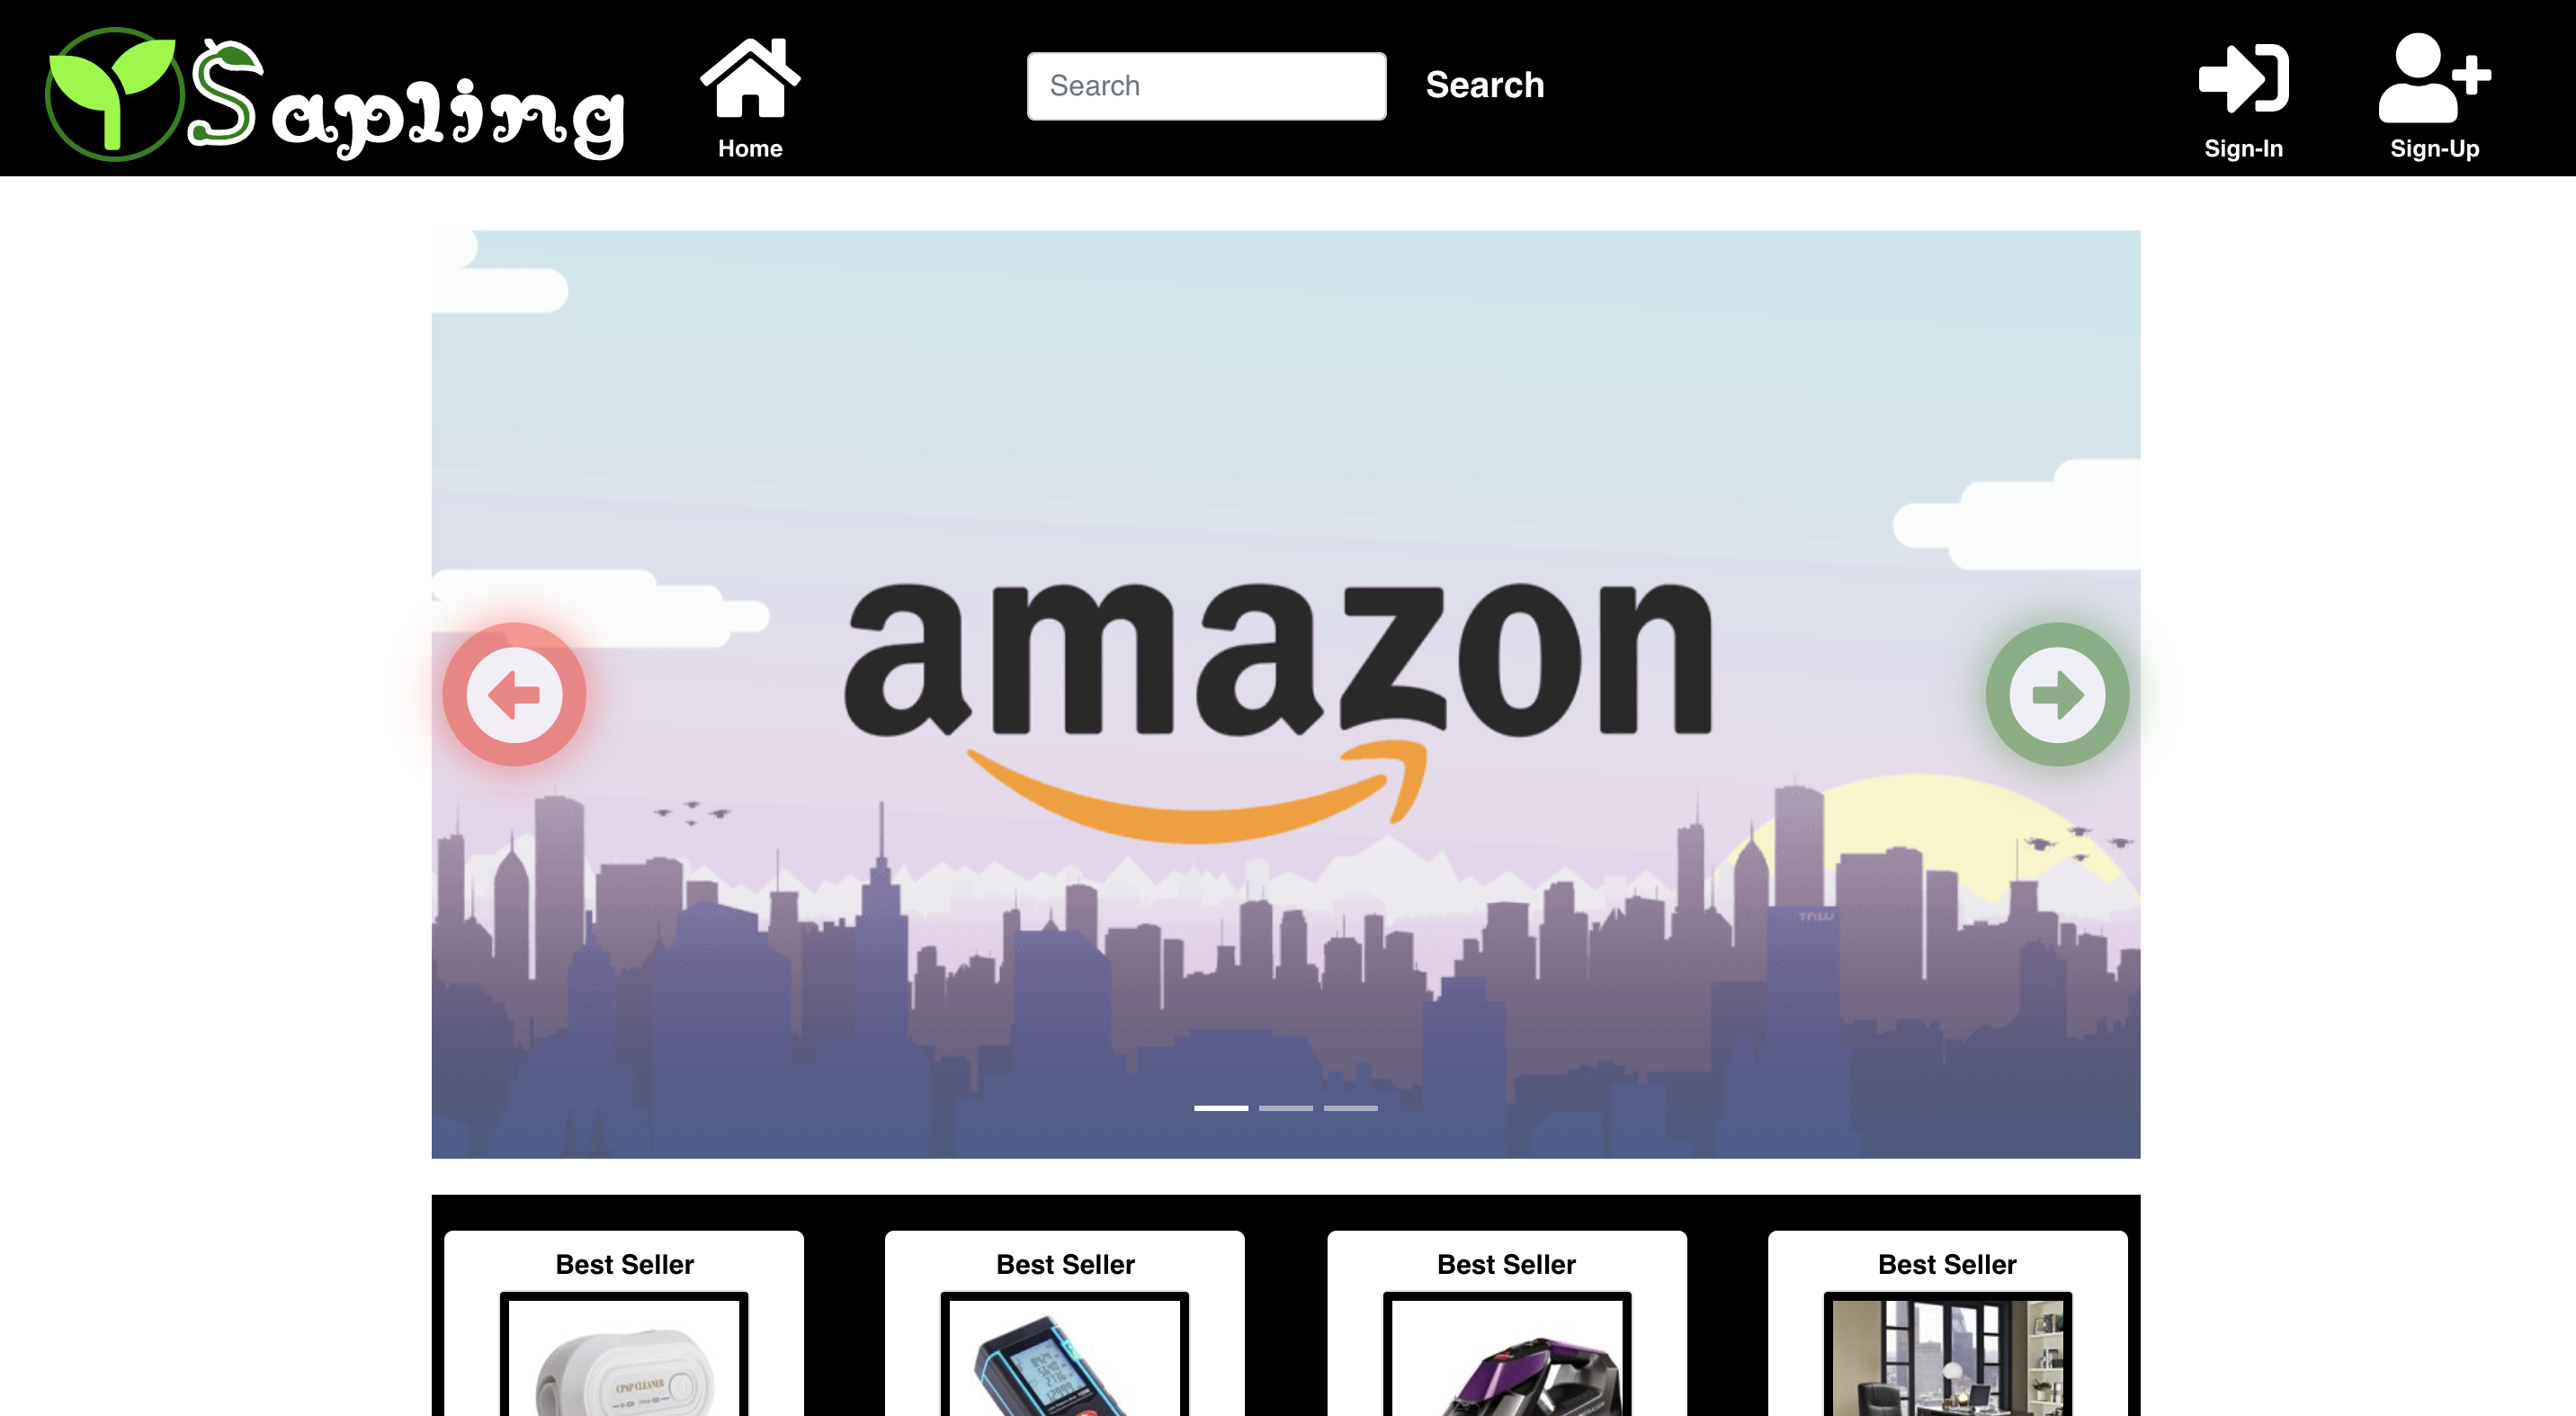 Sapling
Home
Search
Search
Sign-In
Sign-Up
amazon
Best Seller
Best Seller
Best Seller
Best Seller
CPAP CLEANER